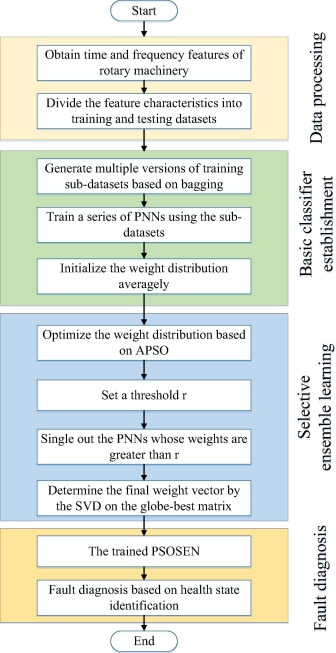 Start
Obtain time and frequency features of
rotary machinery
Divide the feature characteristics into
training and testing datasets
Data processing
Generate multiple versions of training
sub-datasets based on bagging
Train a series of PNNs using the sub-
datasets
Initialize the weight distribution
averagely
Basic classifier
establishment
Optimize the weight distribution based
on APSO
Set a threshold r
Single out the PNNs whose weights are
greater than r
Determine the final weight vector by
the SVD on the globe-best matrix
Selective
ensemble learning
The trained PSOSEN
Fault diagnosis based on health state
identification
Fault diagnosis
End